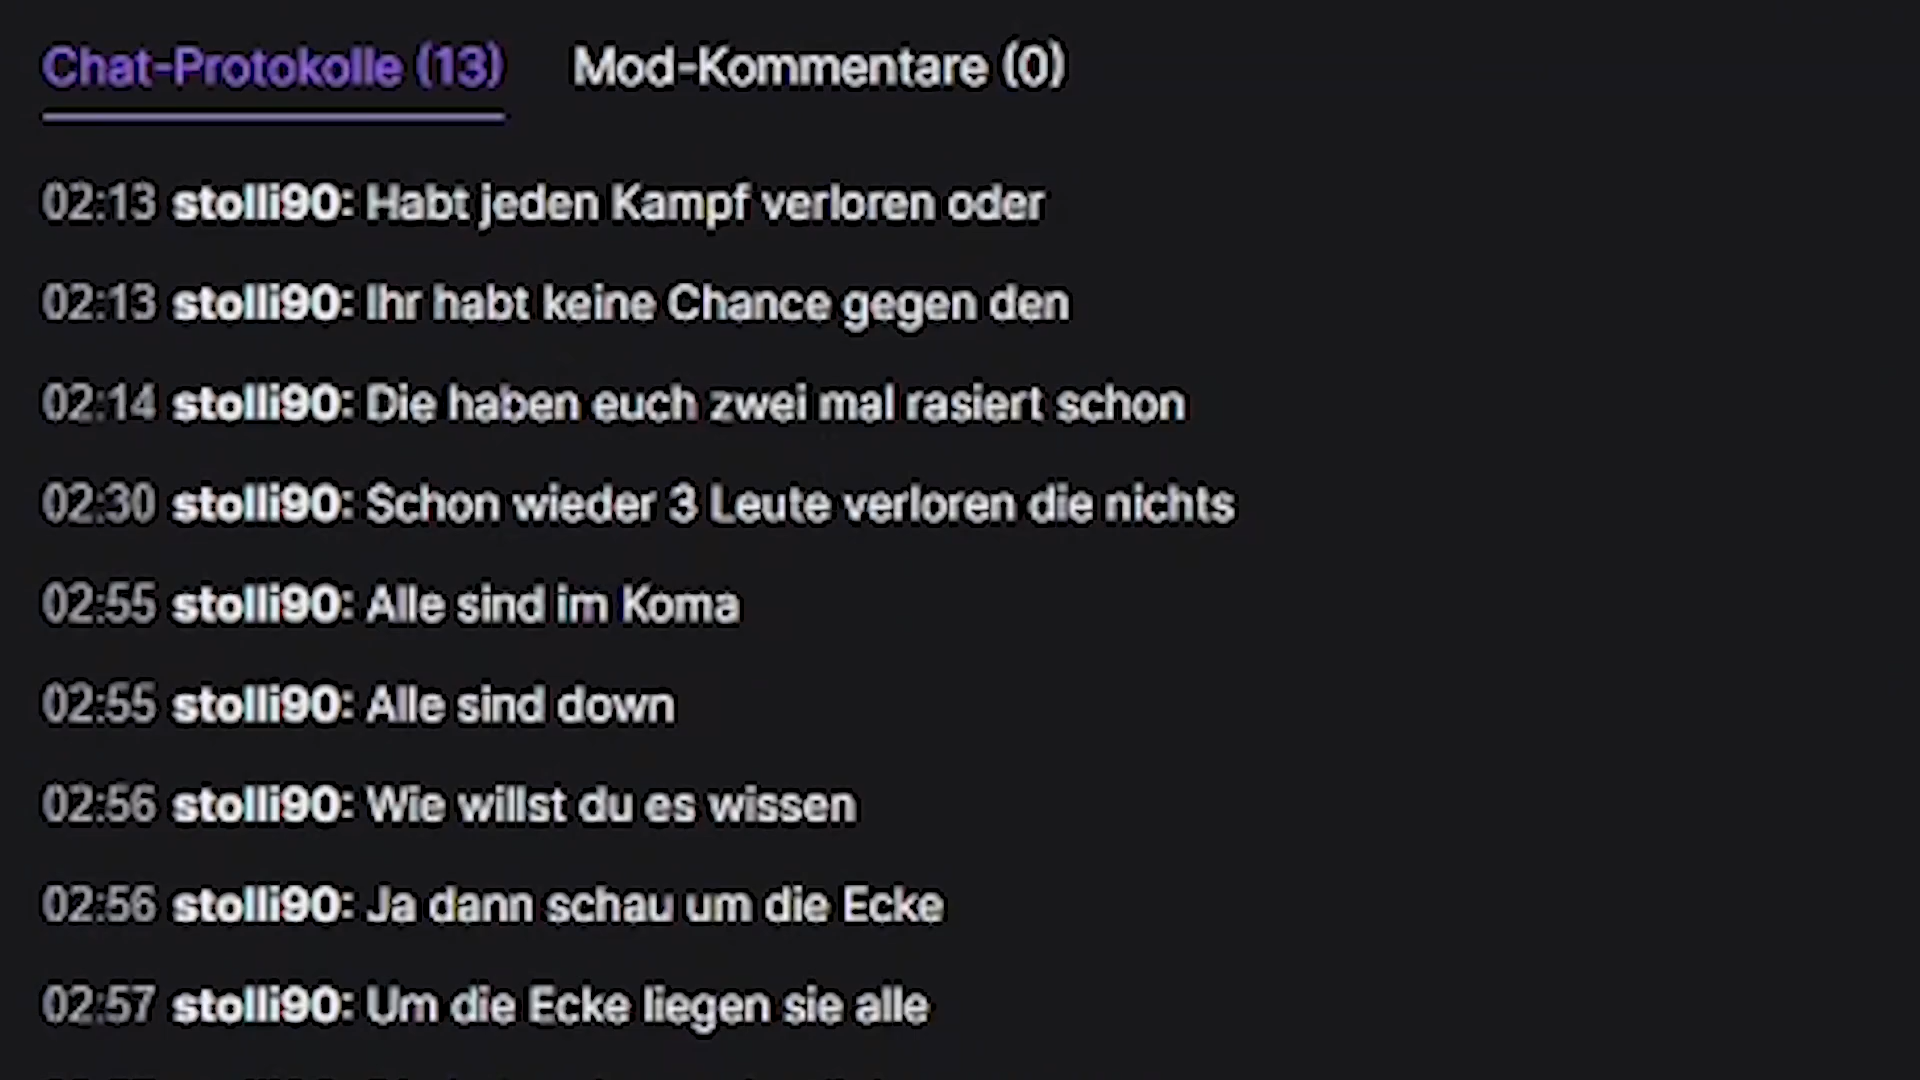 Chat-Protokolle (13) Mod-Kommentare (0)
02:13 stolli90: Habt jeden Kampf verloren oder
02:13 stolli90: Ihr habt keine Chance gegen den
02:14 stolli90: Die haben euch zwei mal rasiert schon
02:30 stolli90: Schon wieder 3 Leute verloren die nichts
02:55 stolli90: Alle sind im Koma
02:55 stolli90: Alle sind down
02:56 stolli90: Wie willst du es wissen
02:56 stolli90: Ja dann schau um die Ecke
02:57 stolli90: Um die Ecke liegen sie alle